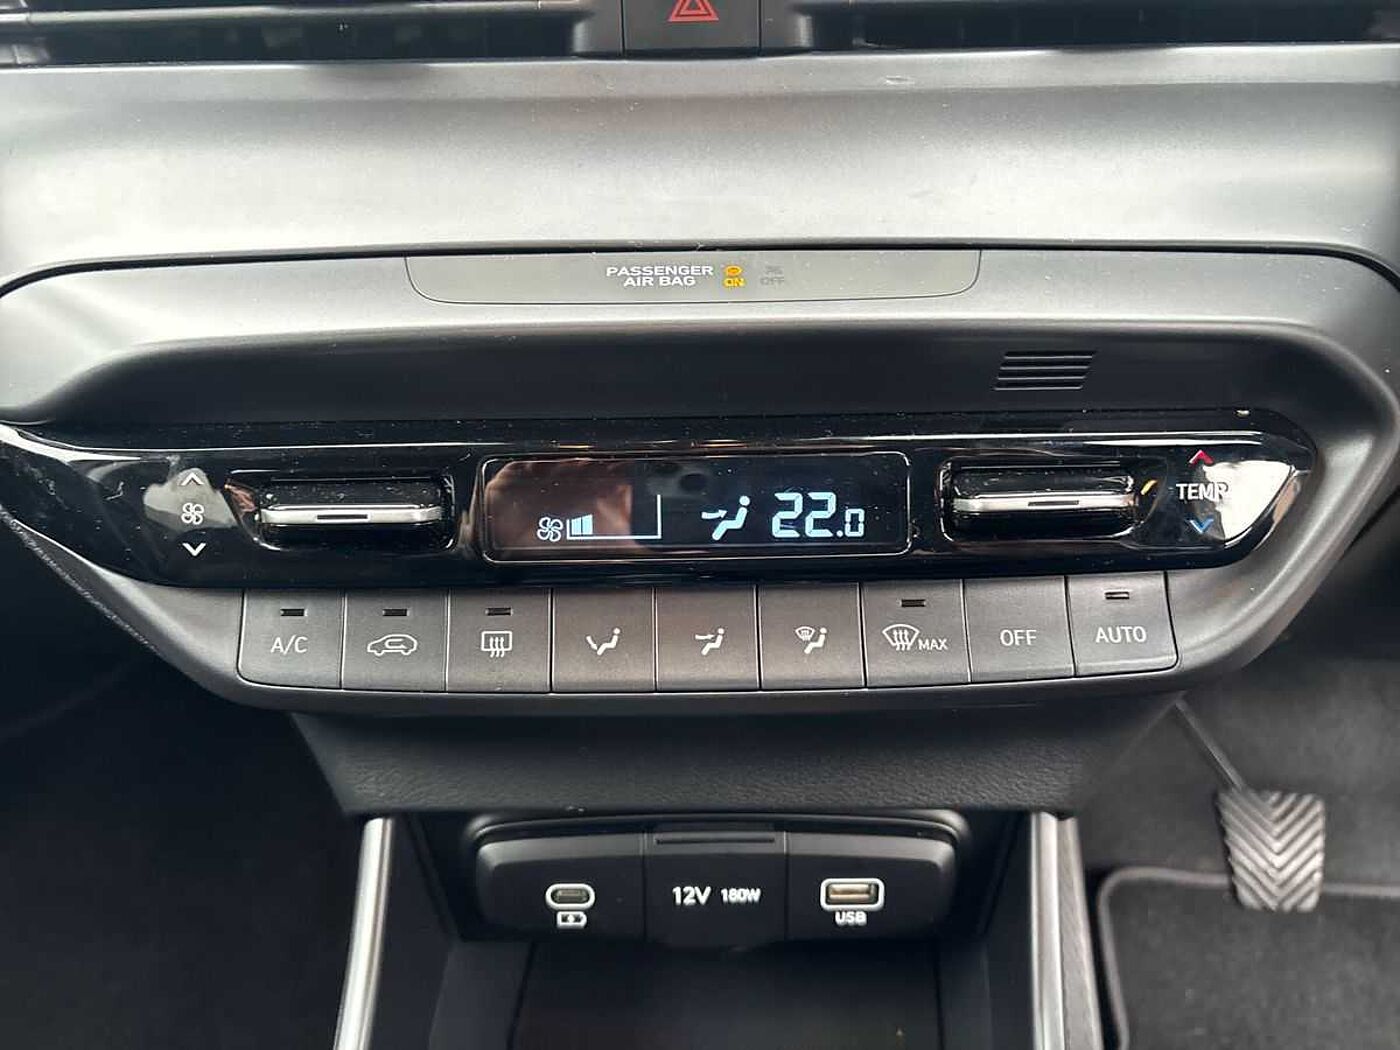 PASSENGER
AIR BAG
ON
OFF
22.0
TEMP
A/C
MAX
OFF
AUTO
12V 180W
USB